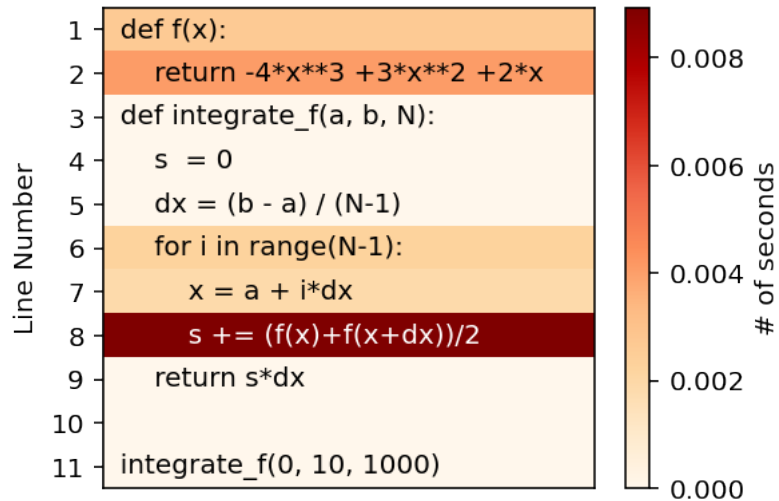 Line Number
1 def f(x):
2 return -4*x**3 +3*x**2 +2*x
3 def integrate_f(a, b, N):
4 s  = 0
5 dx = (b - a) / (N-1)
6 for i in range(N-1):
7 x = a + i*dx
8 s += (f(x)+f(x+dx))/2
9 return s*dx
10
11 integrate_f(0, 10, 1000)
0.008
0.006
0.004
0.002
0.000
# of seconds